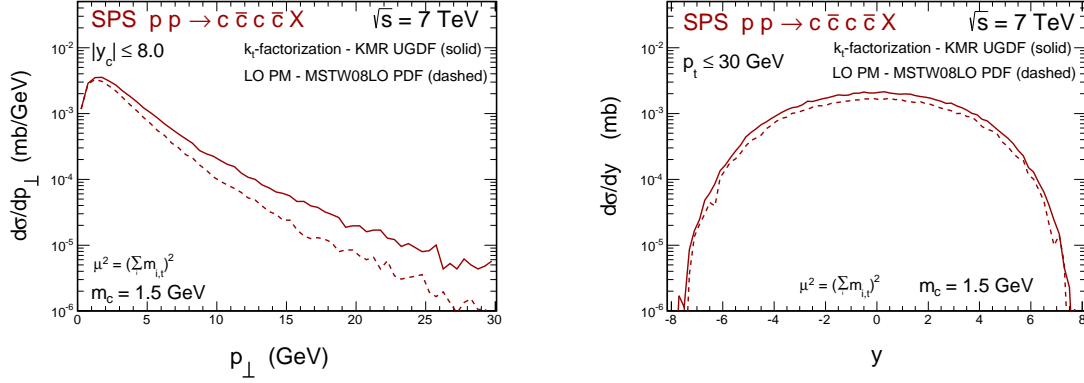 SPS p p → c c̄ c c̄ X √s = 7 TeV
|y_c| ≤ 8.0
k_t-factorization - KMR UGDF (solid)
LO PM - MSTW08LO PDF (dashed)
dσ/dp_⊥ (mb/GeV)
10^-2
10^-3
10^-4
10^-5
10^-6
μ² = (∑m_i,t)²
m_c = 1.5 GeV
0 5 10 15 20 25 30
p_⊥ (GeV)
SPS p p → c c̄ c c̄ X √s = 7 TeV
k_t-factorization - KMR UGDF (solid)
p_t ≤ 30 GeV
LO PM - MSTW08LO PDF (dashed)
dσ/dy (mb)
10^-2
10^-3
10^-4
10^-5
10^-6
μ² = (∑m_i,t)² m_c = 1.5 GeV
-8 -6 -4 -2 0 2 4 6 8
y